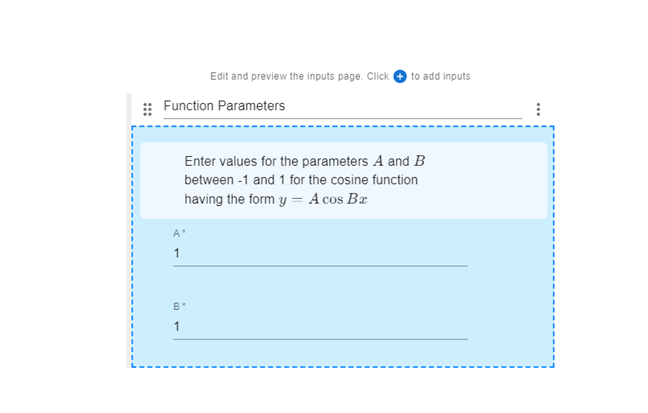 Edit and preview the inputs page. Click + to add inputs
Function Parameters
Enter values for the parameters A and B
between -1 and 1 for the cosine function
having the form y = A cos Bx
A *
1
B *
1